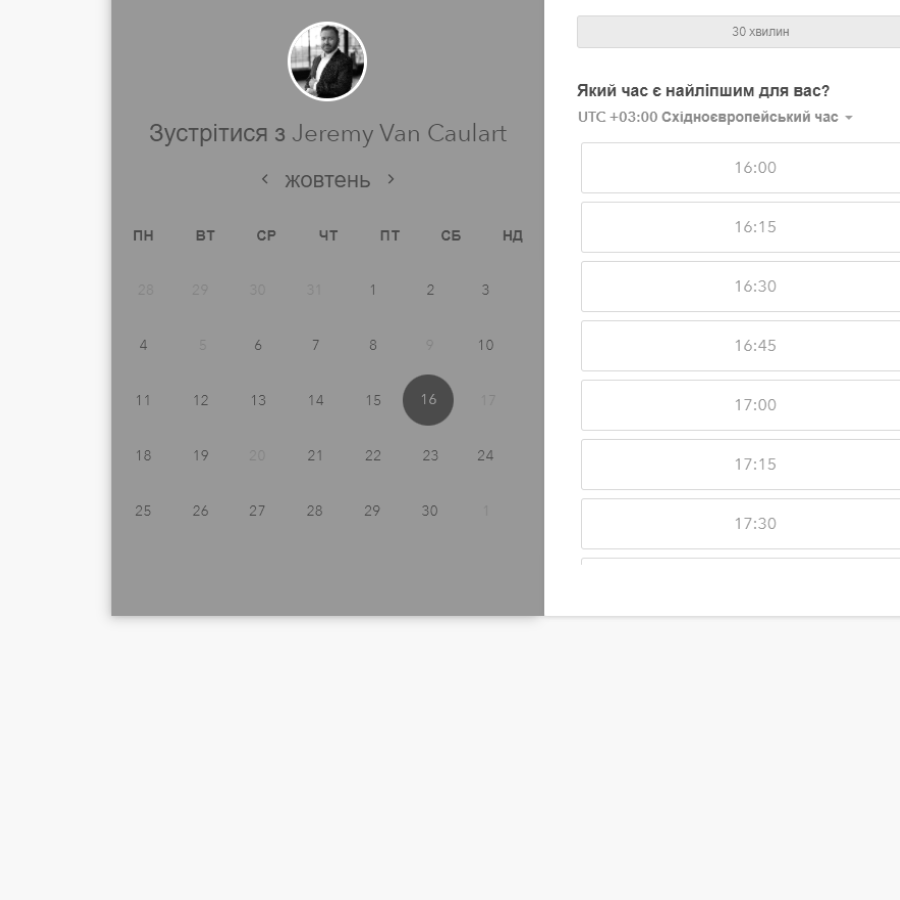 Зустрітися з Jeremy Van Caulart
жовтень
ПН ВТ СР ЧТ ПТ СБ НД
28 29 30 31 1 2 3
4 5 6 7 8 9 10
11 12 13 14 15 16 17
18 19 20 21 22 23 24
25 26 27 28 29 30 1
30 хвилин
Який час є найліпшим для вас?
UTC +03:00 Східноєвропейський час
16:00
16:15
16:30
16:45
17:00
17:15
17:30